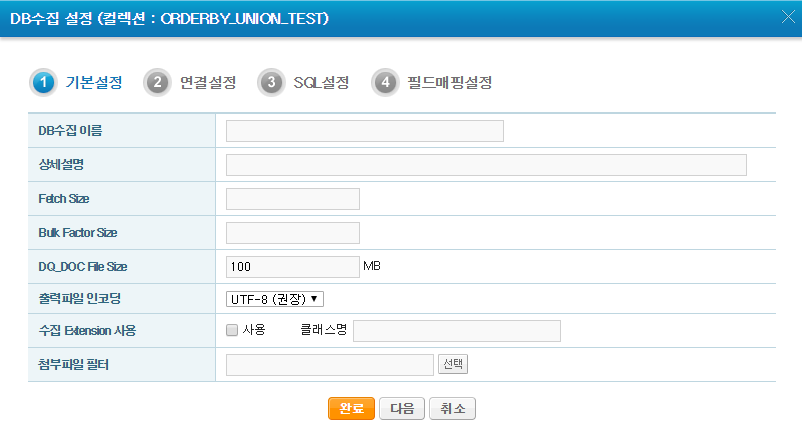 DB수집 설정 (컬렉션 : ORDERBY_UNION_TEST)
1 기본설정 2 연결설정 3 SQL설정 4 필드매핑설정
DB수집 이름
상세설명
Fetch Size
Bulk Factor Size
DQ_DOC File Size 100 MB
출력파일 인코딩 UTF-8 (권장)
수집 Extension 사용 사용 클래스명
첨부파일 필터 선택
완료 다음 취소